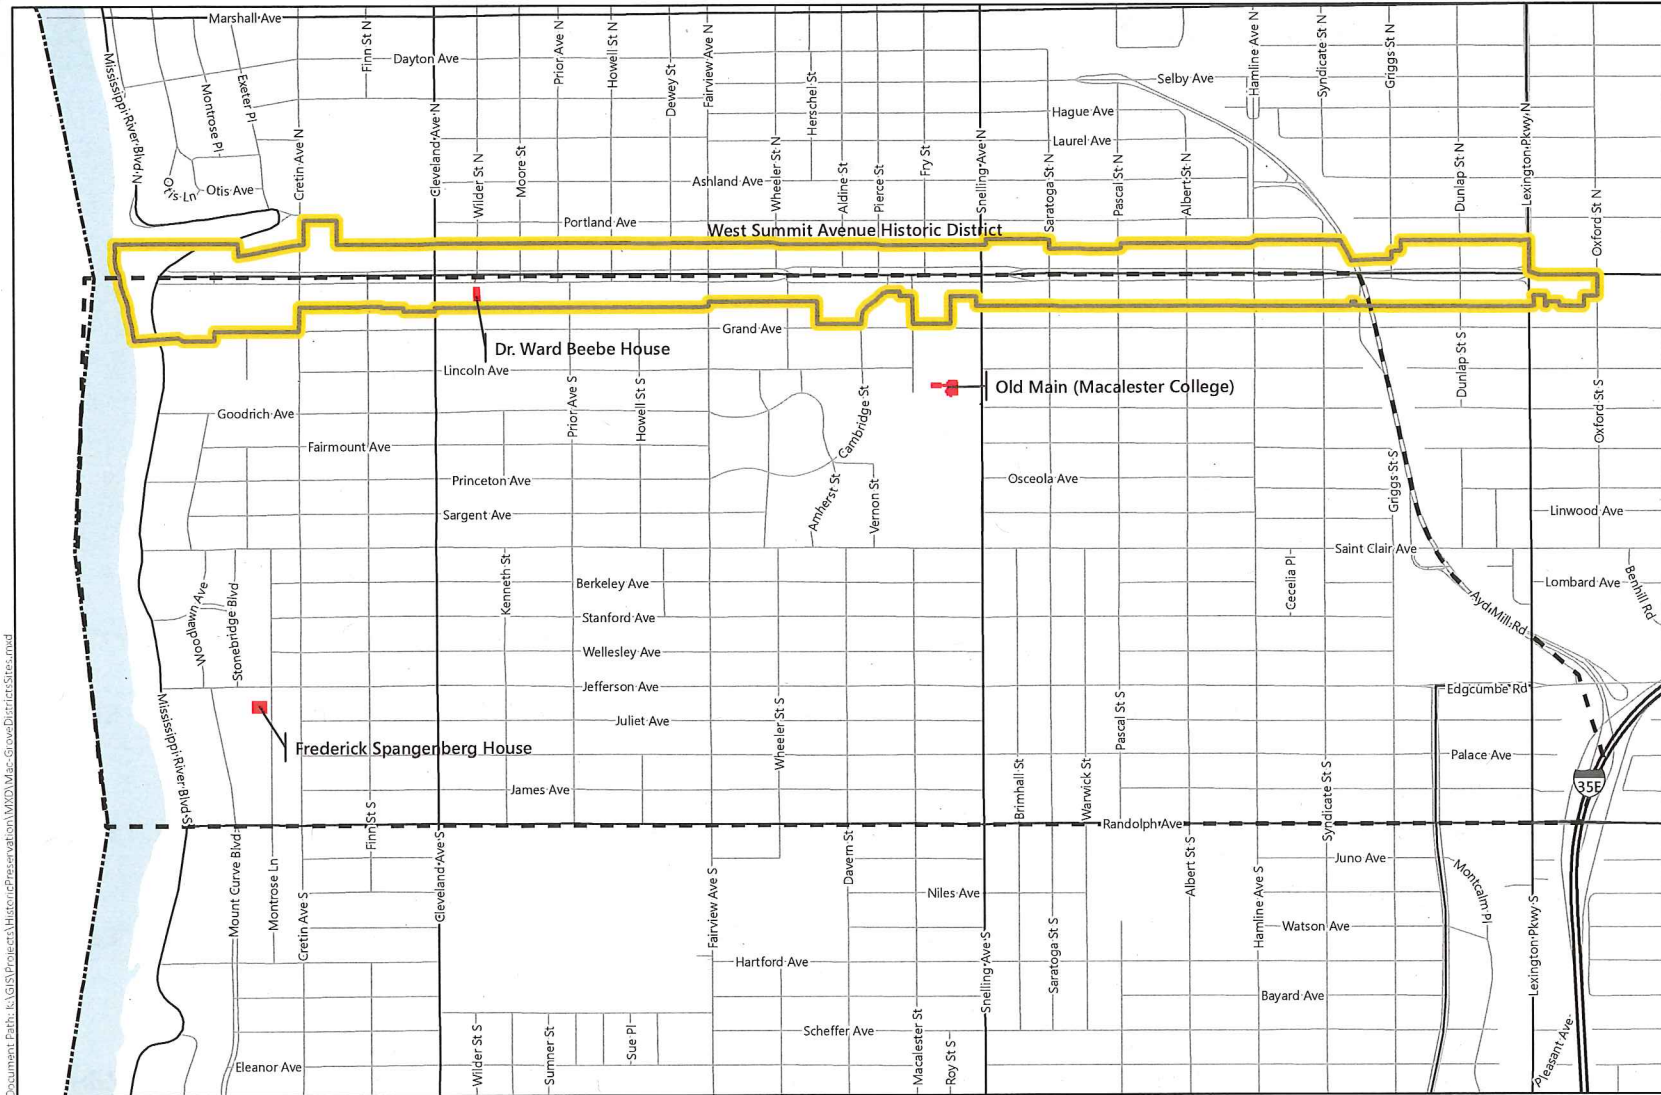 Marshall Ave
Finn St N
Dayton Ave
Prior Ave N
Howell St N
Dewey St
Fairview Ave N
Herschel St
Selby Ave
Hamline Ave N
Syndicate St N
Griggs St N
Mississippi River Blvd N
Montrose Pl
Exeter Pl
Cretin Ave N
Cleveland Ave N
Hague Ave
Laurel Ave
Lexington Pkwy N
Otis Ln
Otis Ave
Wilder St N
Moore St
Ashland Ave
Wheeler St N
Aldine St
Pierce St
Fry St
Snelling Ave N
Saratoga St N
Pascal St N
Albert St N
Dunlap St N
Oxford St N
Portland Ave
West Summit Avenue Historic District
Grand Ave
Dr. Ward Beebe House
Lincoln Ave
Old Main (Macalester College)
Dunlap St S
Oxford St S
Goodrich Ave
Prior Ave S
Howell St S
Cambridge St
Fairmount Ave
Princeton Ave
Osceola Ave
Griggs St S
Sargent Ave
Amherst St
Vernon St
Linwood Ave
Saint Clair Ave
Woodlawn Ave
Stonebridge Blvd
Kenneth St
Berkeley Ave
Cecelia Pl
Lombard Ave
Benhill Rd
Stanford Ave
Ayd Mill Rd
Wellesley Ave
Jefferson Ave
Edgcumbe Rd
Mississippi River Blvd S
Juliet Ave
Wheeler St S
Pascal St S
Frederick Spangenberg House
Palace Ave
James Ave
Brimhall St
Warwick St
Syndicate St S
35E
Finn St S
Randolph Ave
Mount Curve Blvd
Montrose Ln
Cretin Ave S
Cleveland Ave S
Fairview Ave S
Davern St
Niles Ave
Albert St S
Juno Ave
Hamline Ave S
Montcalm Pl
Watson Ave
Snelling Ave S
Saratoga St S
Lexington Pkwy S
Hartford Ave
Bayard Ave
Wilder St S
Sumner St
Sue Pl
Scheffer Ave
Macalester St
Roy St S
Pleasant Ave
Eleanor Ave
Document Path: K:\GIS\Projects\HistoricPreservation\MXD\Mac-GroveDistrictsSites.mxd